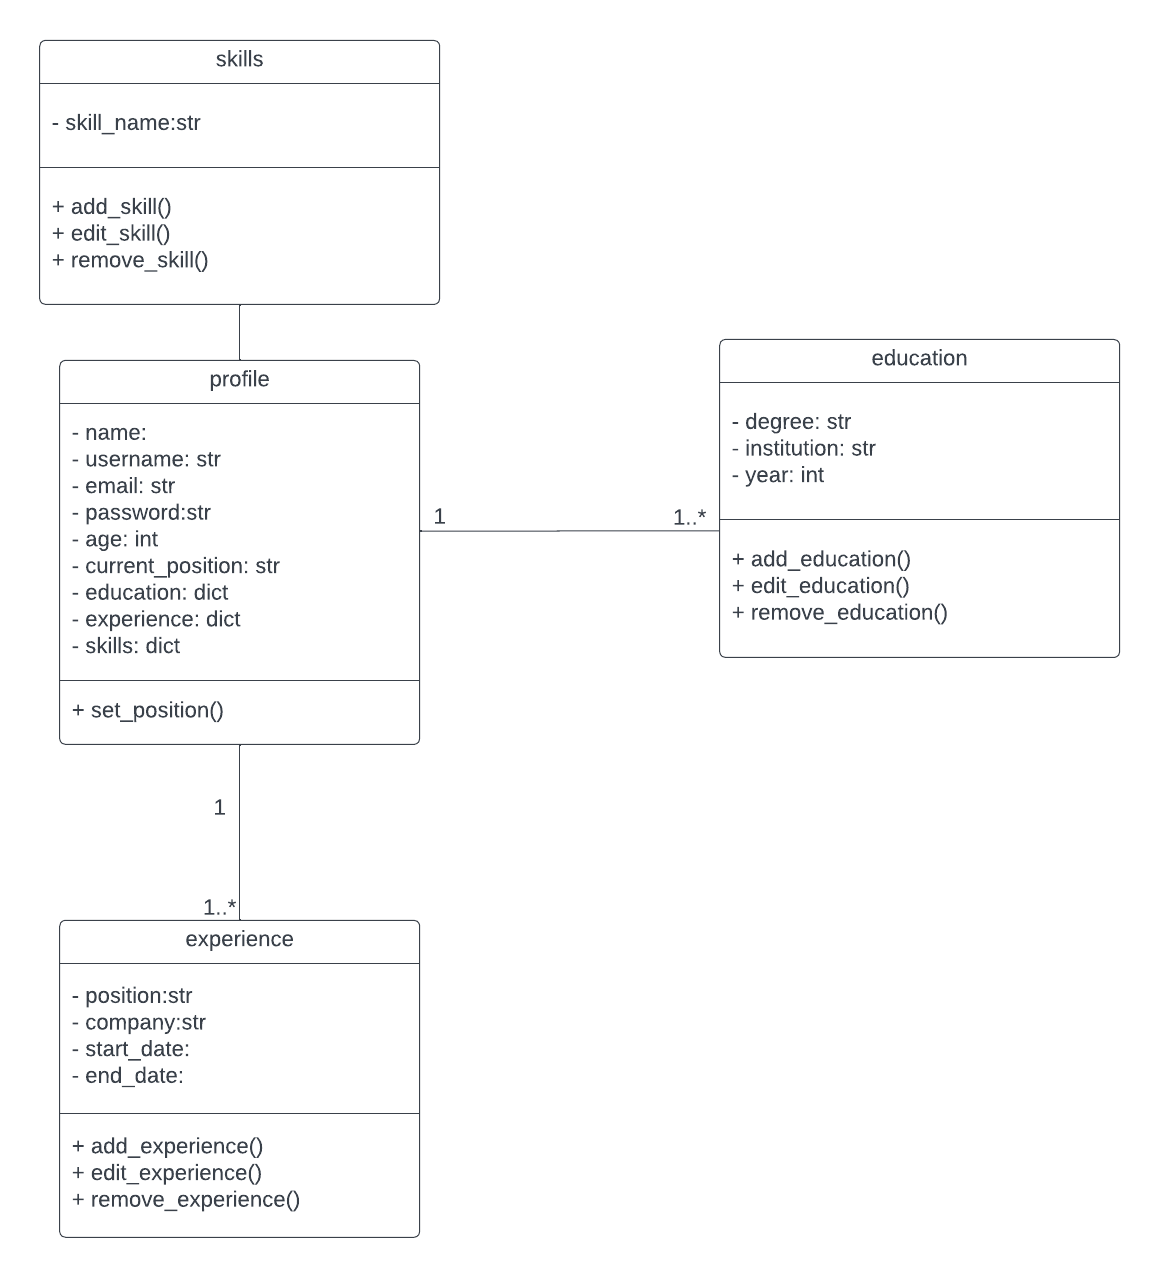 skills
- skill_name:str
+ add_skill()
+ edit_skill()
+ remove_skill()
profile
- name:
- username: str
- email: str
- password:str
- age: int
- current_position: str
- education: dict
- experience: dict
- skills: dict
+ set_position()
1
1..*
education
- degree: str
- institution: str
- year: int
+ add_education()
+ edit_education()
+ remove_education()
1
1..*
experience
- position:str
- company:str
- start_date:
- end_date:
+ add_experience()
+ edit_experience()
+ remove_experience()